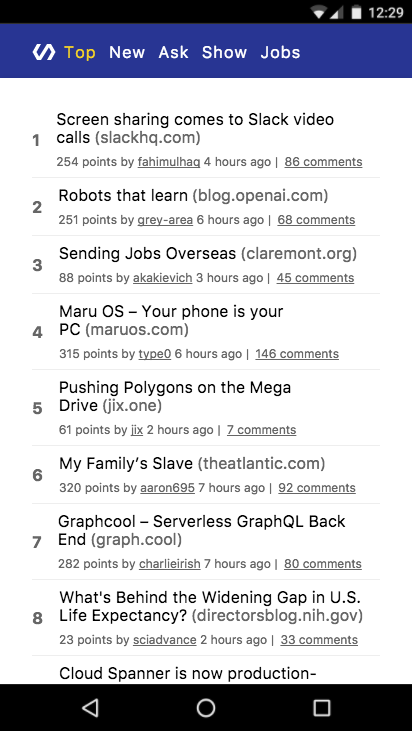 12:29
Top New Ask Show Jobs
1
Screen sharing comes to Slack video
calls (slackhq.com)
254 points by fahimulhaq 4 hours ago | 86 comments
2
Robots that learn (blog.openai.com)
251 points by grey-area 6 hours ago | 68 comments
3
Sending Jobs Overseas (claremont.org)
88 points by akakievich 3 hours ago | 45 comments
4
Maru OS – Your phone is your
PC (maruos.com)
315 points by type0 6 hours ago | 146 comments
5
Pushing Polygons on the Mega
Drive (jix.one)
61 points by jix 2 hours ago | 7 comments
6
My Family’s Slave (theatlantic.com)
320 points by aaron695 7 hours ago | 92 comments
7
Graphcool – Serverless GraphQL Back
End (graph.cool)
282 points by charlieirish 7 hours ago | 80 comments
8
What's Behind the Widening Gap in U.S.
Life Expectancy? (directorsblog.nih.gov)
23 points by sciadvance 2 hours ago | 33 comments
Cloud Spanner is now production-